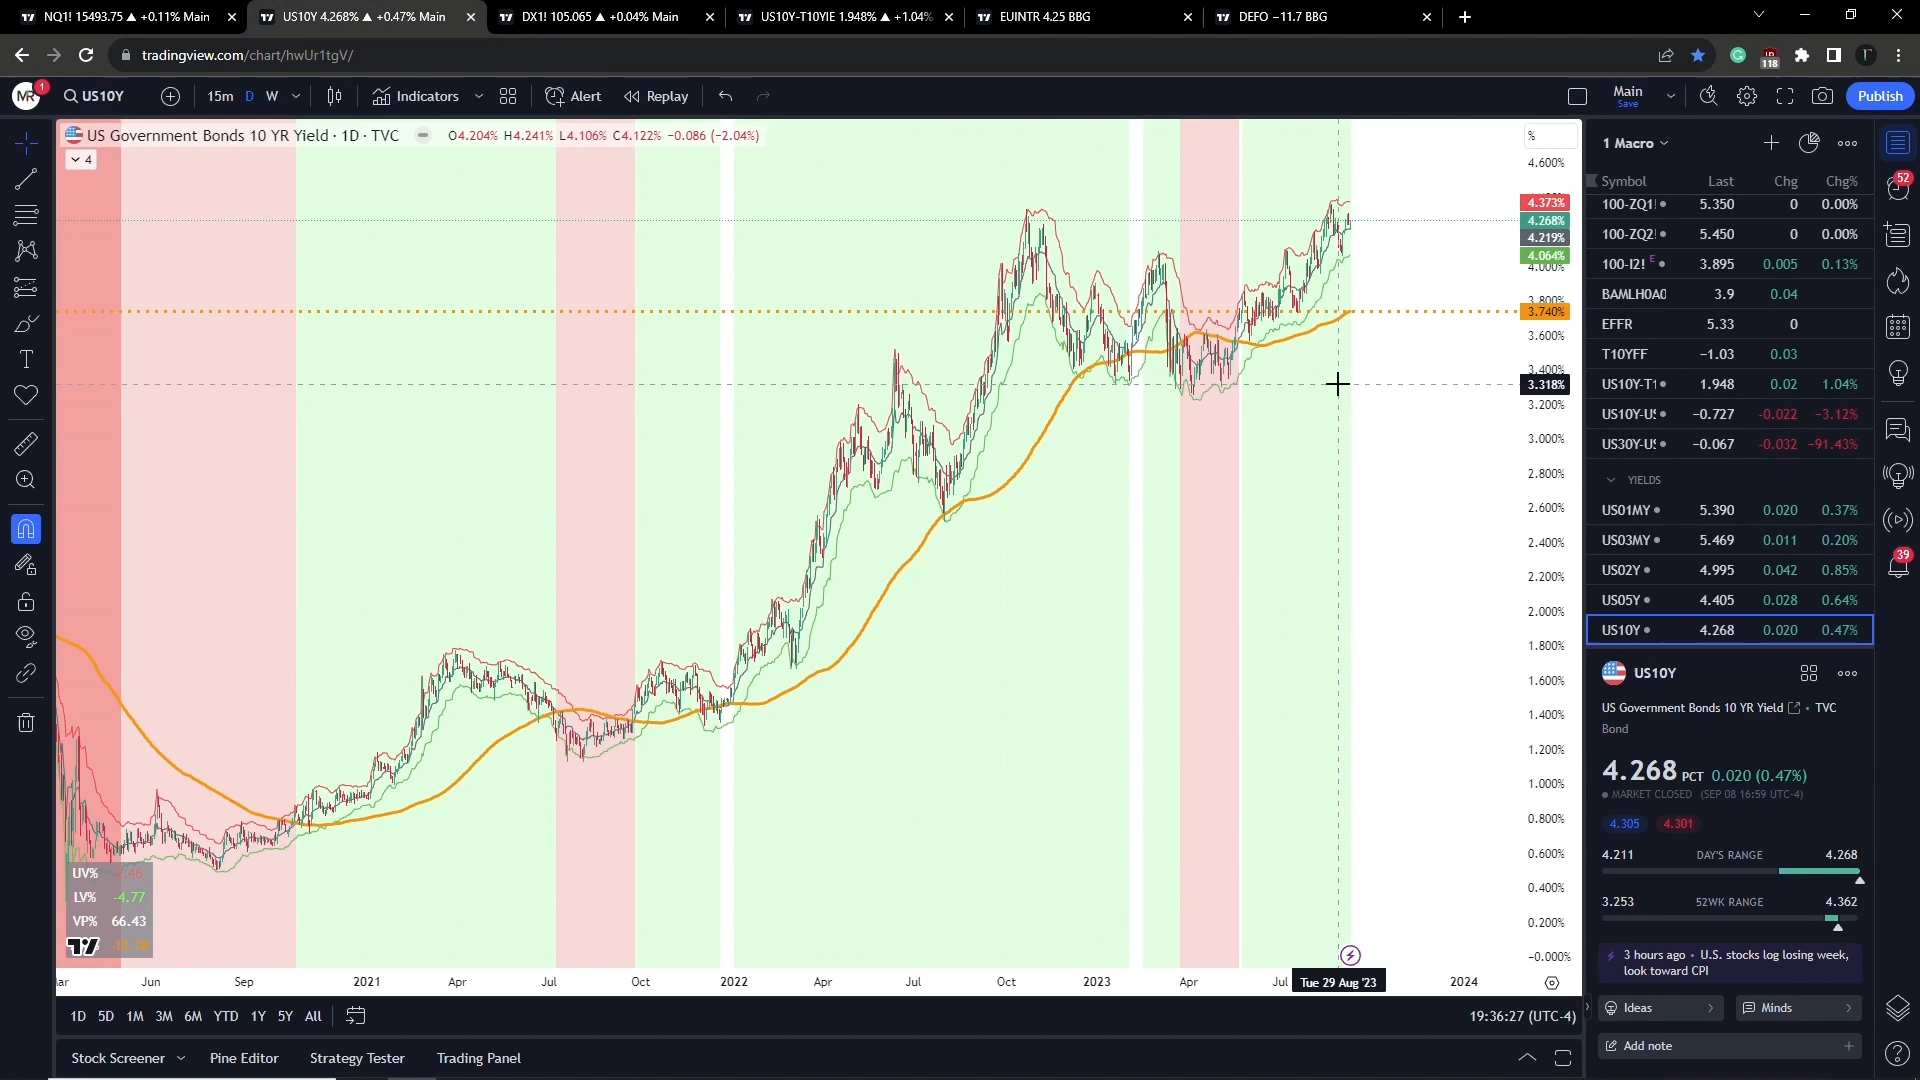 NQ1! 15493.75 ▲ +0.11% Main
US10Y 4.268% ▲ +0.47% Main
DX1! 105.065 ▲ +0.04% Main
US10Y-T10YIE 1.948% ▲ +1.04%
EUINTR 4.25 BBG
DEFO −11.7 BBG
tradingview.com/chart/hwUr1tgV/
118
MR 1 US10Y 15m D W Indicators Alert Replay Main Save Publish
US Government Bonds 10 YR Yield · 1D · TVC O4.204% H4.241% L4.106% C4.122% −0.086 (−2.04%)
4
%
4.600%
4.373%
4.268%
4.219%
4.064%
4.000%
3.800%
3.740%
3.600%
3.400%
3.318%
3.200%
3.000%
2.800%
2.600%
2.400%
2.200%
2.000%
1.800%
1.600%
1.400%
1.200%
1.000%
0.800%
0.600%
0.400%
0.200%
−0.000%
UV%
LV% -4.77
VP% 66.43
Jun Sep 2021 Apr Jul Oct 2022 Apr Jul Oct 2023 Apr Jul Tue 29 Aug '23 2024
1D 5D 1M 3M 6M YTD 1Y 5Y All 19:36:27 (UTC-4)
Stock Screener Pine Editor Strategy Tester Trading Panel
1 Macro
Symbol Last Chg Chg%
100-ZQ1! 5.350 0 0.00%
100-ZQ2! 5.450 0 0.00%
100-I2! E 3.895 0.005 0.13%
BAMLH0A0 3.9 0.04
EFFR 5.33 0
T10YFF −1.03 0.03
US10Y-T1 1.948 0.02 1.04%
US10Y-US −0.727 −0.022 −3.12%
US30Y-US −0.067 −0.032 −91.43%
YIELDS
US01MY 5.390 0.020 0.37%
US03MY 5.469 0.011 0.20%
US02Y 4.995 0.042 0.85%
US05Y 4.405 0.028 0.64%
US10Y 4.268 0.020 0.47%
US10Y
US Government Bonds 10 YR Yield • TVC
Bond
4.268 PCT 0.020 (0.47%)
MARKET CLOSED (SEP 08 16:59 UTC-4)
4.305 4.301
4.211 DAY'S RANGE 4.268
3.253 52WK RANGE 4.362
3 hours ago • U.S. stocks log losing week,
look toward CPI
Ideas Minds
Add note
52
39